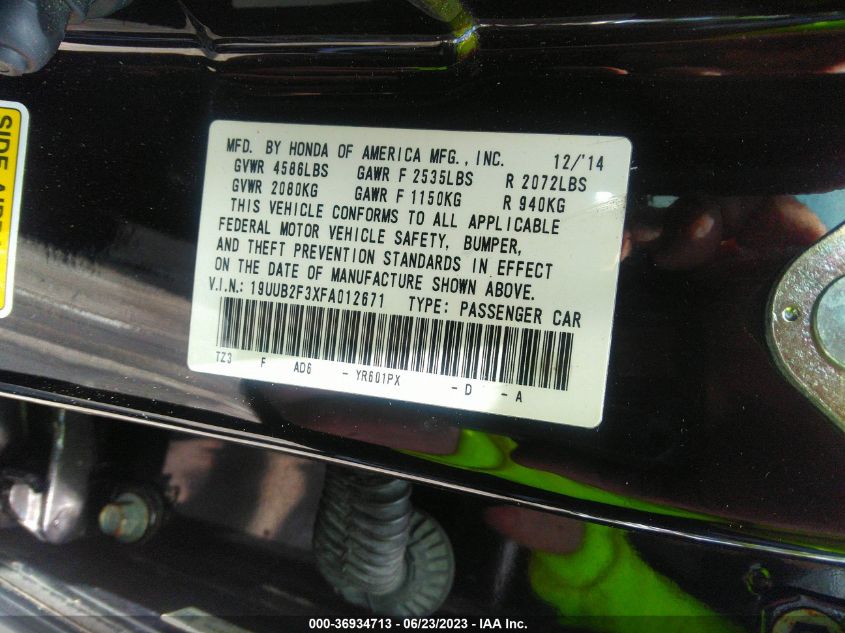 SIDE AIRBA
MFD. BY HONDA OF AMERICA MFG., INC. 12/'14
GVWR 4586LBS GAWR F 2535LBS R 2072LBS
GVWR 2080KG GAWR F 1150KG R 940KG
THIS VEHICLE CONFORMS TO ALL APPLICABLE
FEDERAL MOTOR VEHICLE SAFETY, BUMPER,
AND THEFT PREVENTION STANDARDS IN EFFECT
ON THE DATE OF MANUFACTURE SHOWN ABOVE.
V.I.N.: 19UUB2F3XFA012671 TYPE: PASSENGER CAR
TZ3 F AD6 - YR601PX - D - A
000-36934713 - 06/23/2023 - IAA Inc.